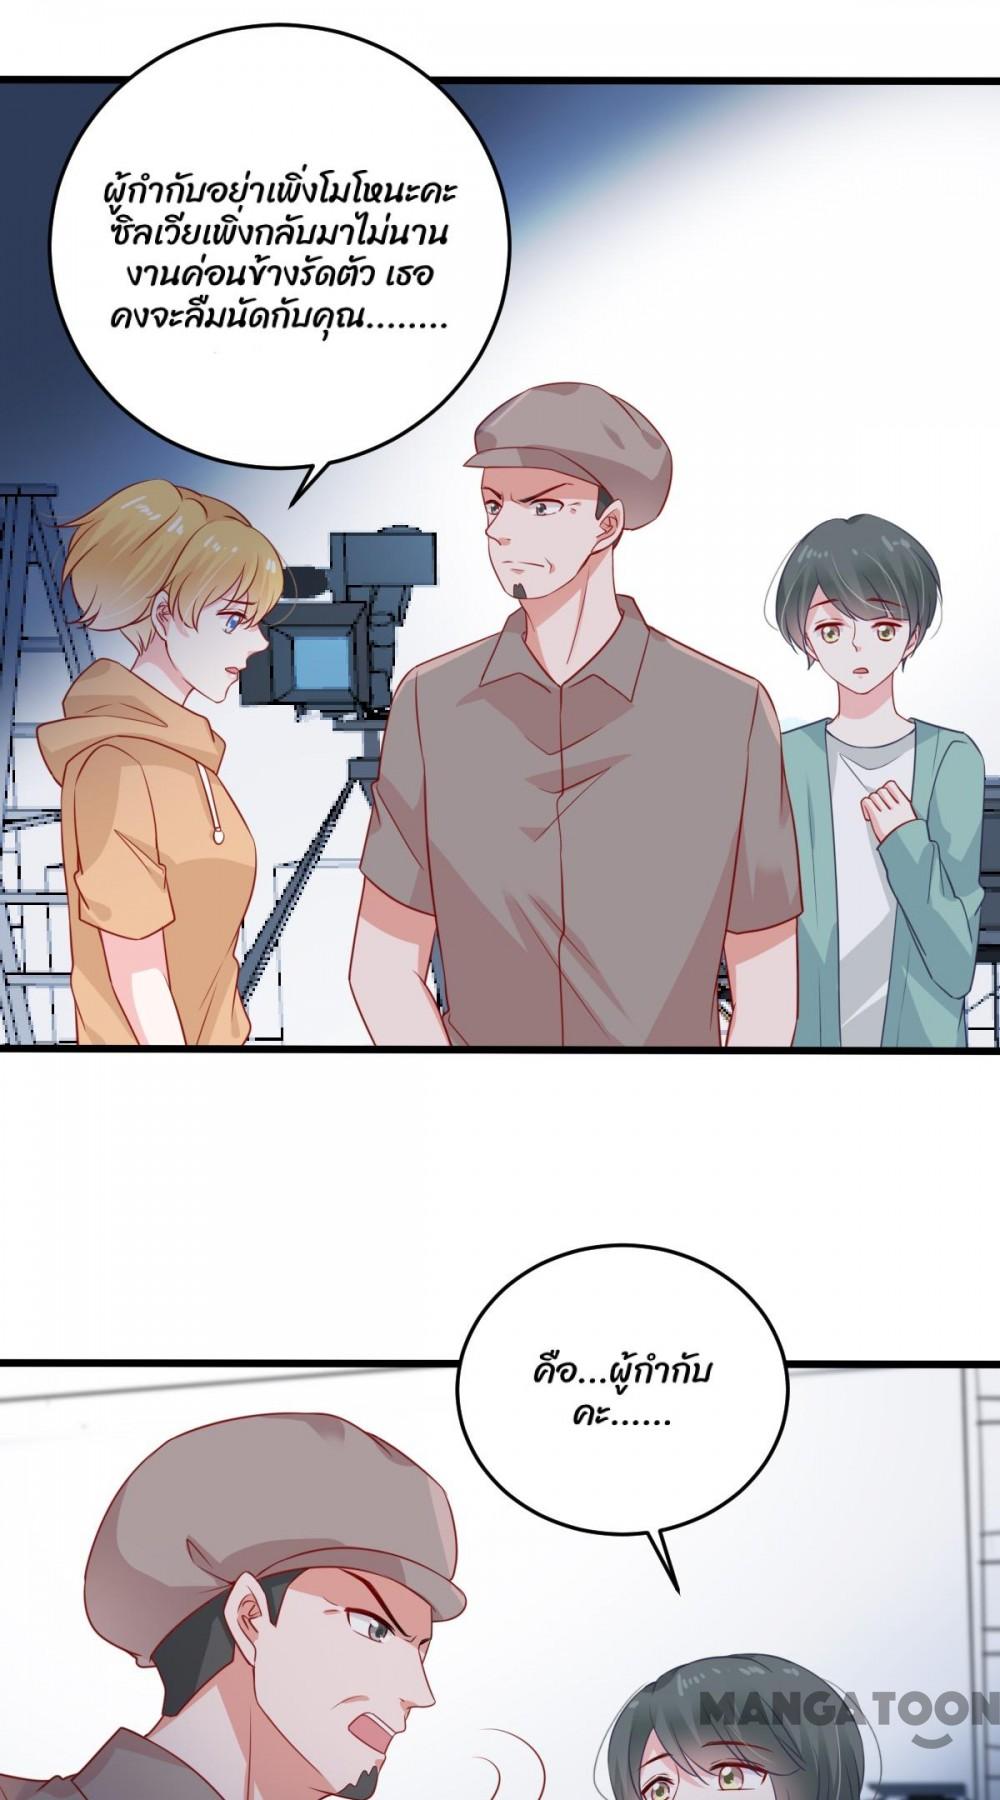 ผู้กำกับอย่าเพิ่งโมโหนะคะ
ซิลเวียเพิ่งกลับมาไม่นาน
งานค่อนข้างรัดตัว เธอ
คงจะลืมนัดกับคุณ........
คือ...ผู้กำกับ
คะ......
MANGATOON